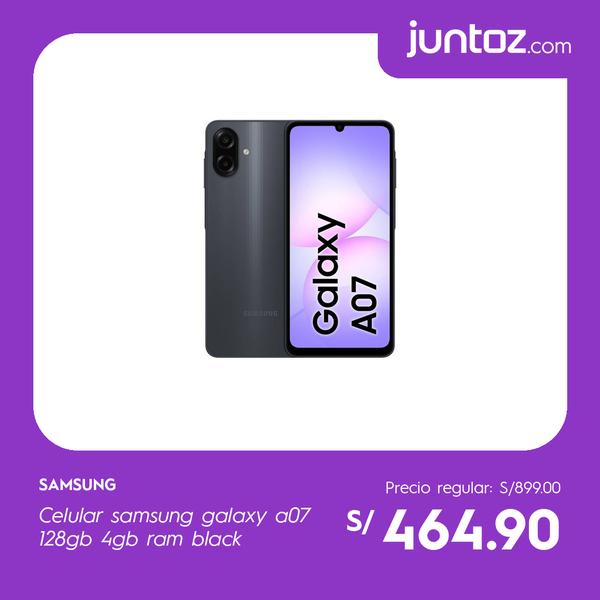 juntoz.com
SAMSUNG
Galaxy
A07
SAMSUNG
Celular samsung galaxy a07
128gb 4gb ram black
Precio regular: S/899.00
S/ 464.90